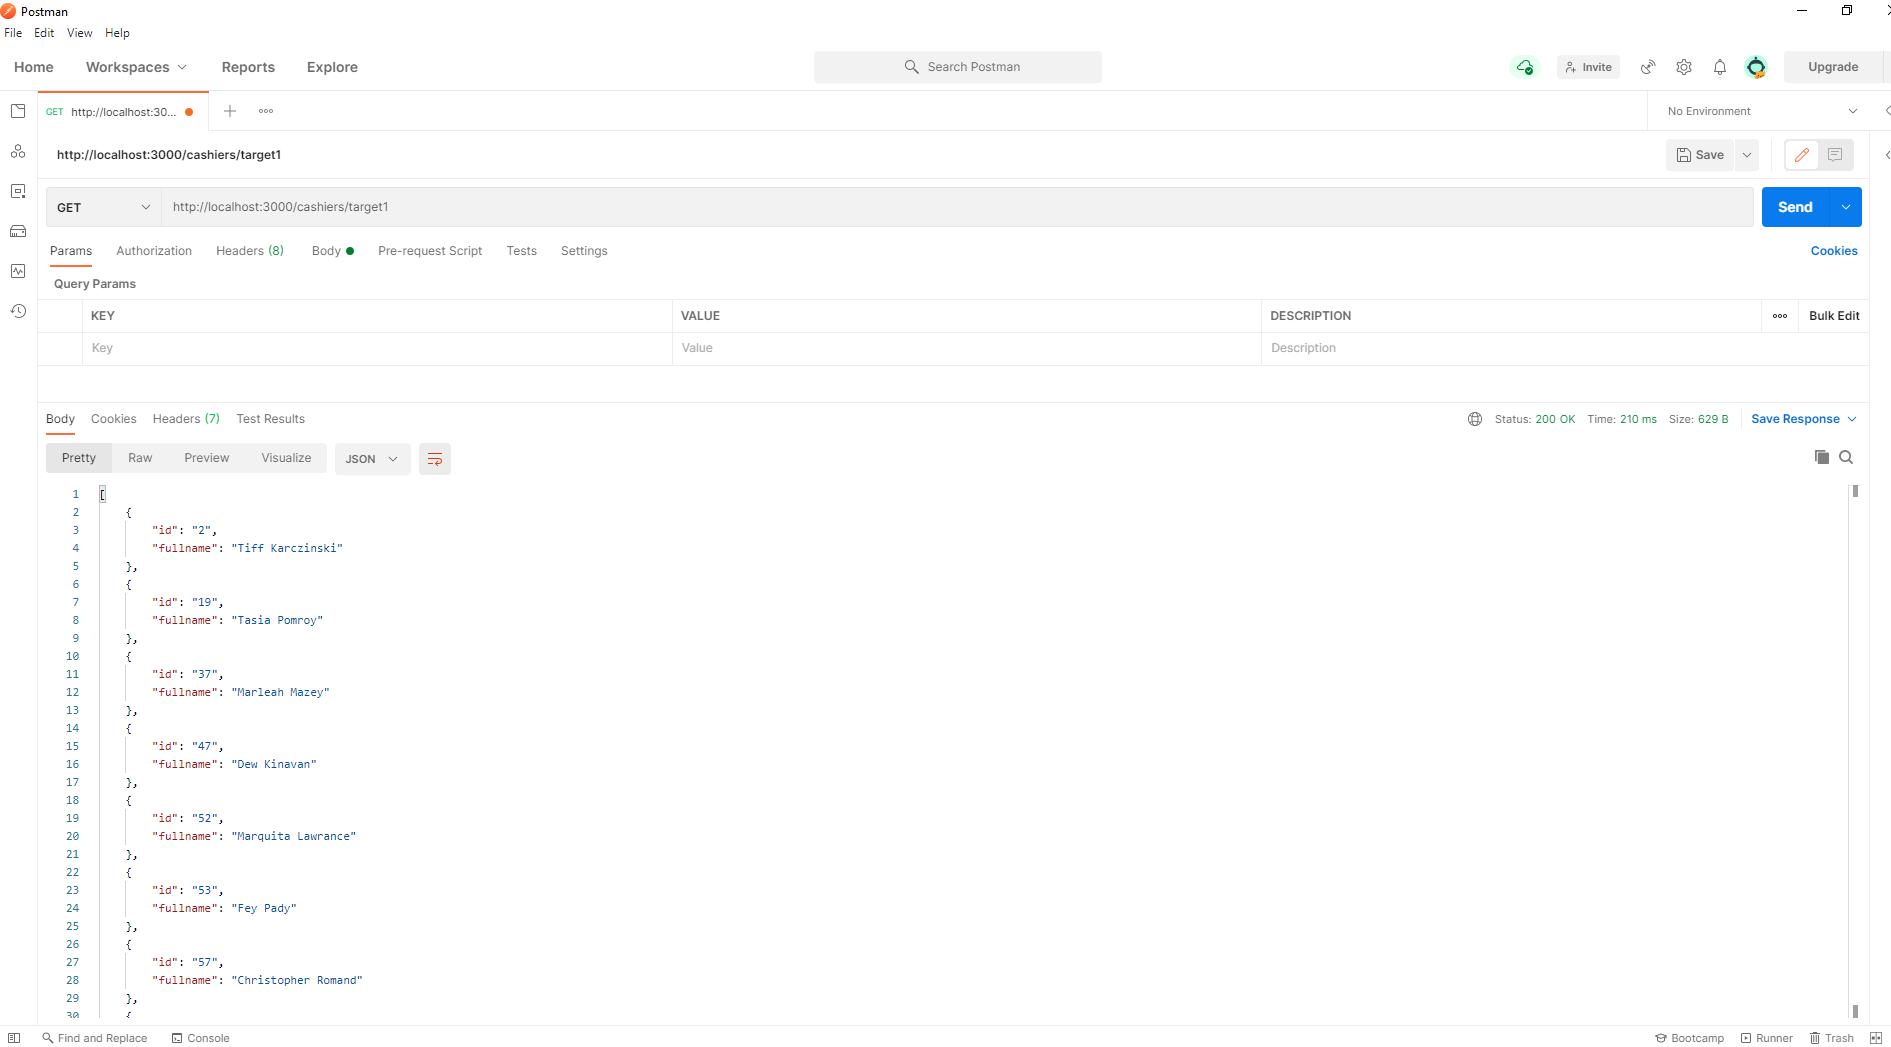 Postman
File Edit View Help
Home Workspaces Reports Explore Search Postman Invite Upgrade
GET http://localhost:30... No Environment
http://localhost:3000/cashiers/target1 Save
GET http://localhost:3000/cashiers/target1 Send
Params Authorization Headers (8) Body Pre-request Script Tests Settings Cookies
Query Params
KEY VALUE DESCRIPTION Bulk Edit
Key Value Description
Body Cookies Headers (7) Test Results Status: 200 OK Time: 210 ms Size: 629 B Save Response
Pretty Raw Preview Visualize JSON
1 [
2 {
3 "id": "2",
4 "fullname": "Tiff Karczinski"
5 },
6 {
7 "id": "19",
8 "fullname": "Tasia Pomroy"
9 },
10 {
11 "id": "37",
12 "fullname": "Marleah Mazey"
13 },
14 {
15 "id": "47",
16 "fullname": "Dew Kinavan"
17 },
18 {
19 "id": "52",
20 "fullname": "Marquita Lawrance"
21 },
22 {
23 "id": "53",
24 "fullname": "Fey Pady"
25 },
26 {
27 "id": "57",
28 "fullname": "Christopher Romand"
29 },
30 {
Find and Replace Console Bootcamp Runner Trash